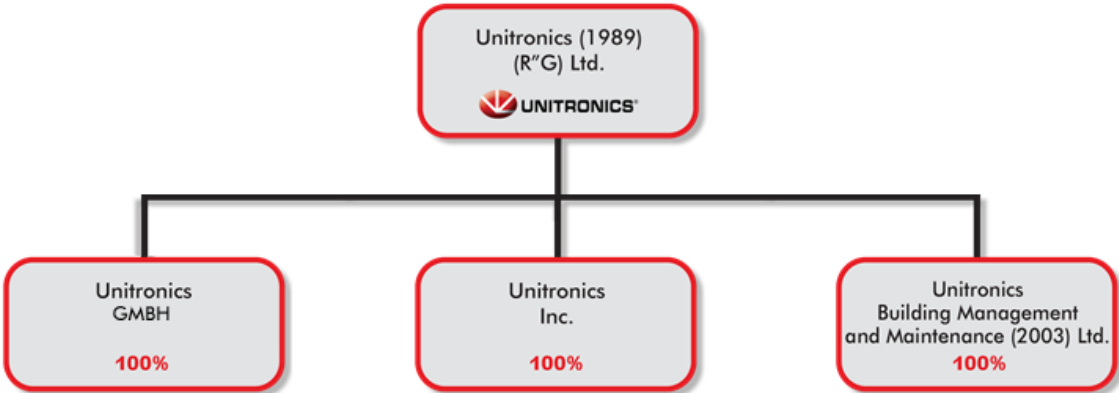 Unitronics (1989)
(R"G) Ltd.
UNITRONICS®
Unitronics
GMBH
100%
Unitronics
Inc.
100%
Unitronics
Building Management
and Maintenance (2003) Ltd.
100%